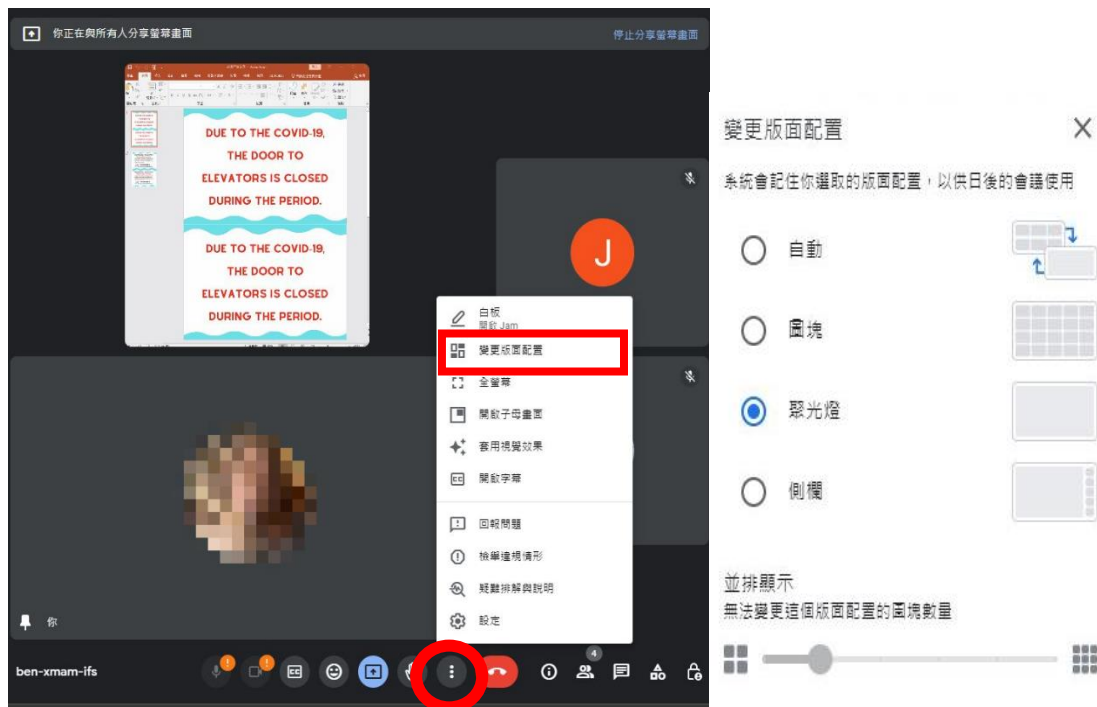 你正在與所有人分享螢幕畫面
停止分享螢幕畫面
DUE TO THE COVID-19,
THE DOOR TO
ELEVATORS IS CLOSED
DURING THE PERIOD.
DUE TO THE COVID-19,
THE DOOR TO
ELEVATORS IS CLOSED
DURING THE PERIOD.
J
白板
開啟 Jam
變更版面配置
全螢幕
開啟子母畫面
套用視覺效果
開啟字幕
回報問題
檢舉違規情形
疑難排解與說明
設定
你
ben-xmam-ifs
4
變更版面配置
系統會記住你選取的版面配置，以供日後的會議使用
自動
圖塊
聚光燈
側欄
並排顯示
無法變更這個版面配置的圖塊數量